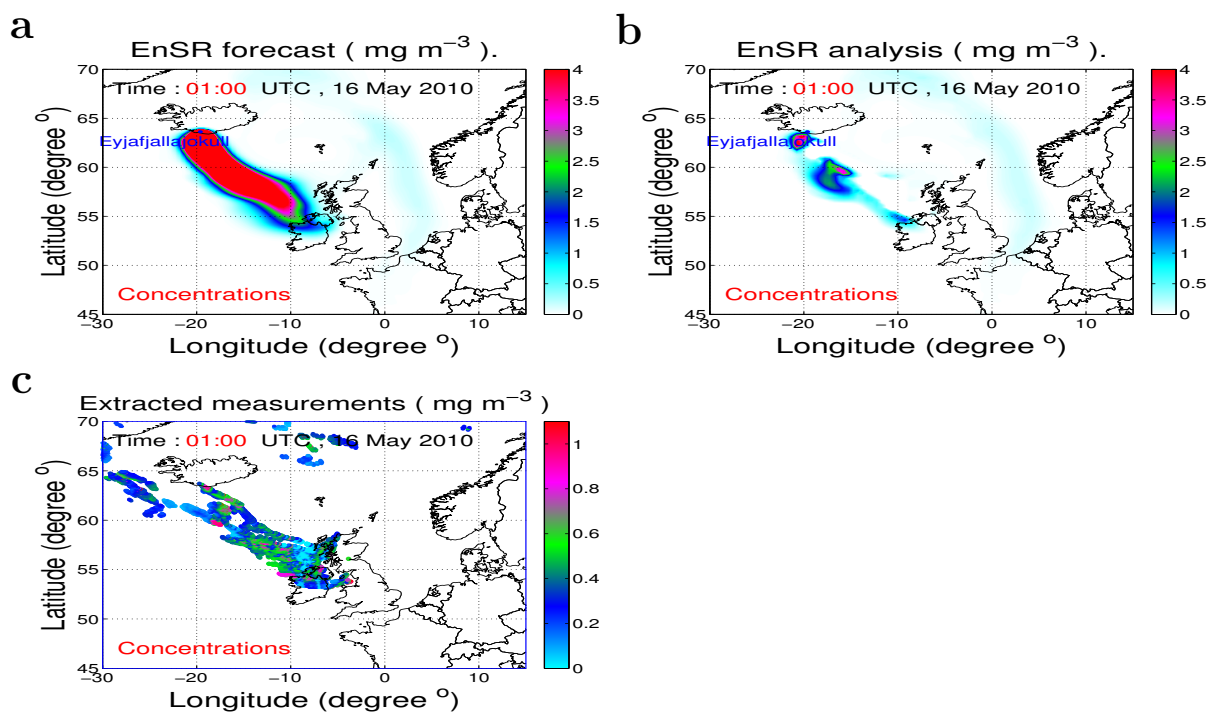 a
EnSR forecast ( mg m⁻³ ).
Time : 01:00 UTC , 16 May 2010
Eyjafjallajokull
Concentrations
Latitude (degree °)
Longitude (degree °)
70
65
60
55
50
45
−30
−20
−10
0
10
4
3.5
3
2.5
2
1.5
1
0.5
0
b
EnSR analysis ( mg m⁻³ ).
Time : 01:00 UTC , 16 May 2010
Eyjafjallajokull
Concentrations
Latitude (degree °)
Longitude (degree °)
70
65
60
55
50
45
−30
−20
−10
0
10
4
3.5
3
2.5
2
1.5
1
0.5
0
c
Extracted measurements ( mg m⁻³ )
Time : 01:00 UTC , 16 May 2010
Concentrations
Latitude (degree °)
Longitude (degree °)
70
65
60
55
50
45
−30
−20
−10
0
10
1
0.8
0.6
0.4
0.2
0